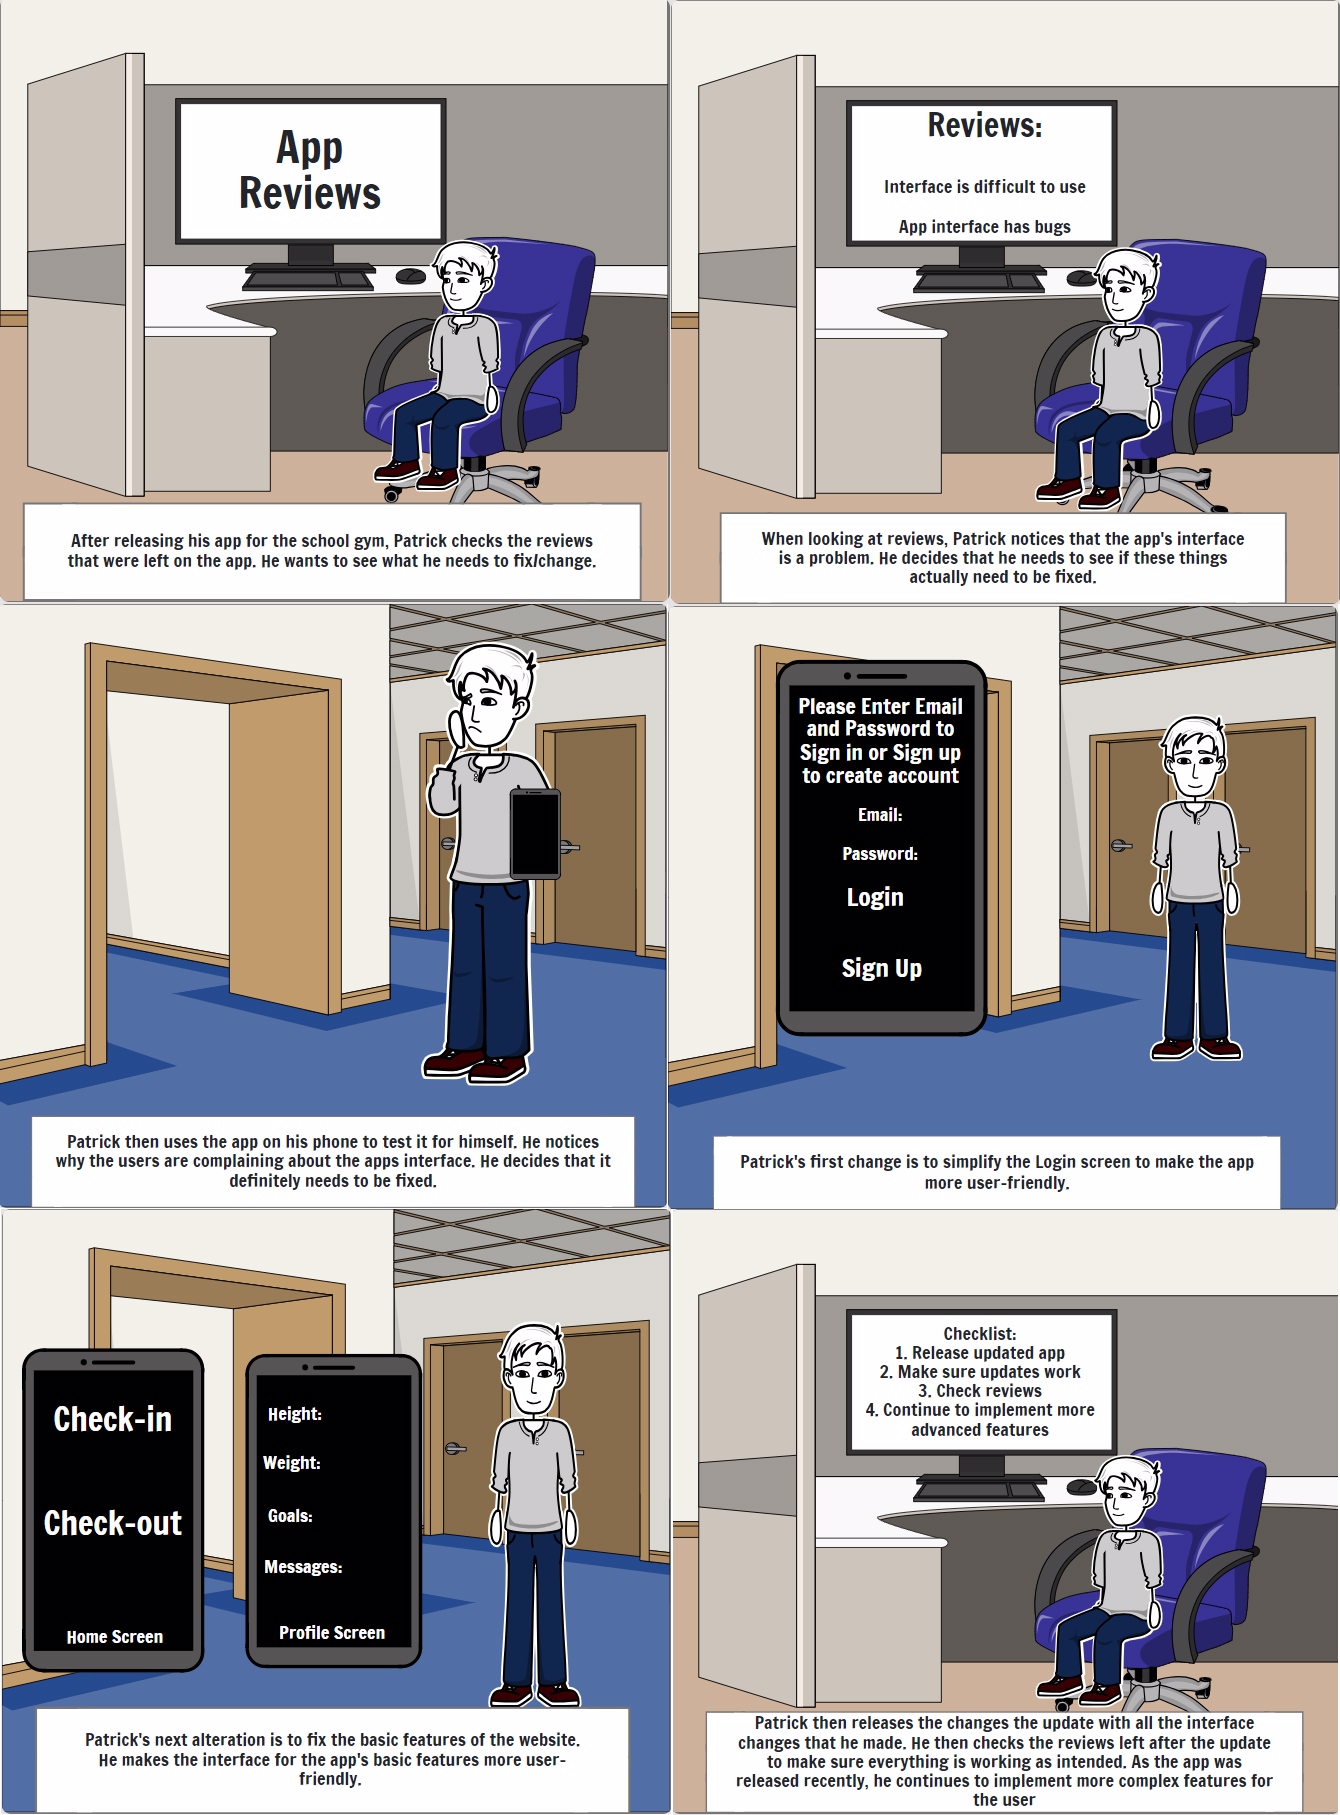 App
Reviews
After releasing his app for the school gym, Patrick checks the reviews
that were left on the app. He wants to see what he needs to fix/change.
Reviews:
Interface is difficult to use
App interface has bugs
When looking at reviews, Patrick notices that the app's interface
is a problem. He decides that he needs to see if these things
actually need to be fixed.
Patrick then uses the app on his phone to test it for himself. He notices
why the users are complaining about the apps interface. He decides that it
definitely needs to be fixed.
Please Enter Email
and Password to
Sign in or Sign up
to create account
Email:
Password:
Login
Sign Up
Patrick's first change is to simplify the Login screen to make the app
more user-friendly.
Check-in
Check-out
Home Screen
Height:
Weight:
Goals:
Messages:
Profile Screen
Patrick's next alteration is to fix the basic features of the website.
He makes the interface for the app's basic features more user-
friendly.
Checklist:
1. Release updated app
2. Make sure updates work
3. Check reviews
4. Continue to implement more
advanced features
Patrick then releases the changes the update with all the interface
changes that he made. He then checks the reviews left after the update
to make sure everything is working as intended. As the app was
released recently, he continues to implement more complex features for
the user